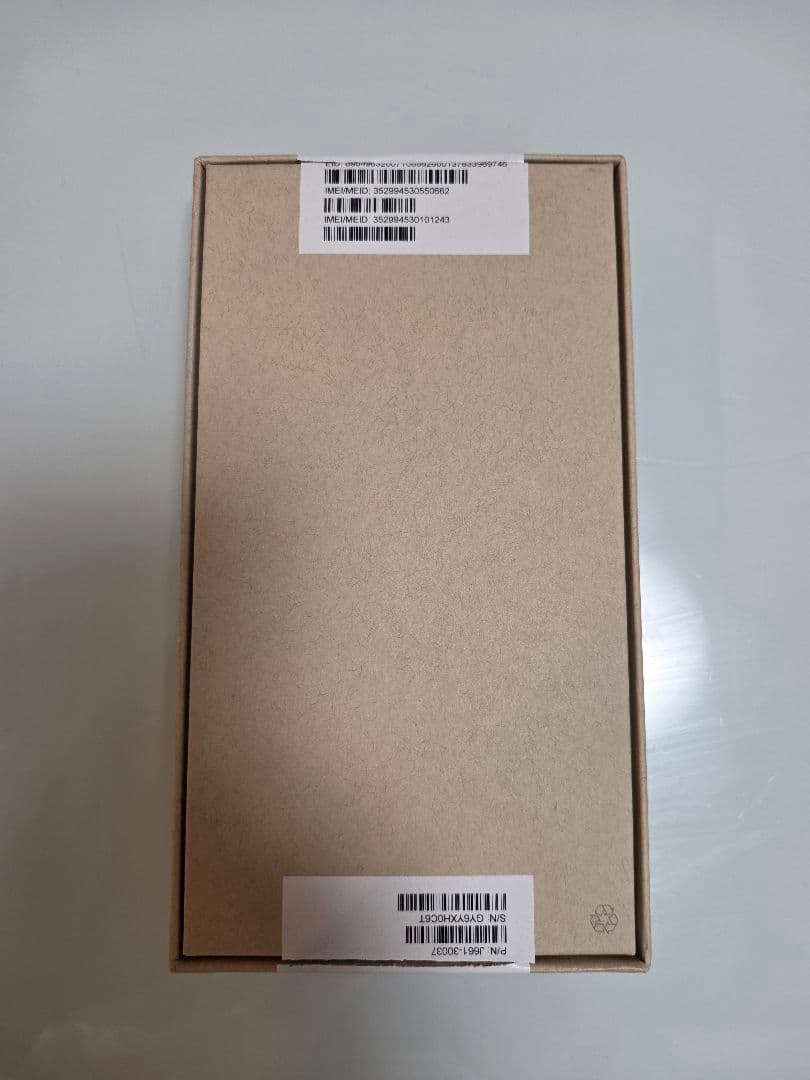 IMEI/MEID: 352994530550662
IMEI/MEID: 352994530101243
P/N: J661-30037
S/N: GY6YXH0C6T